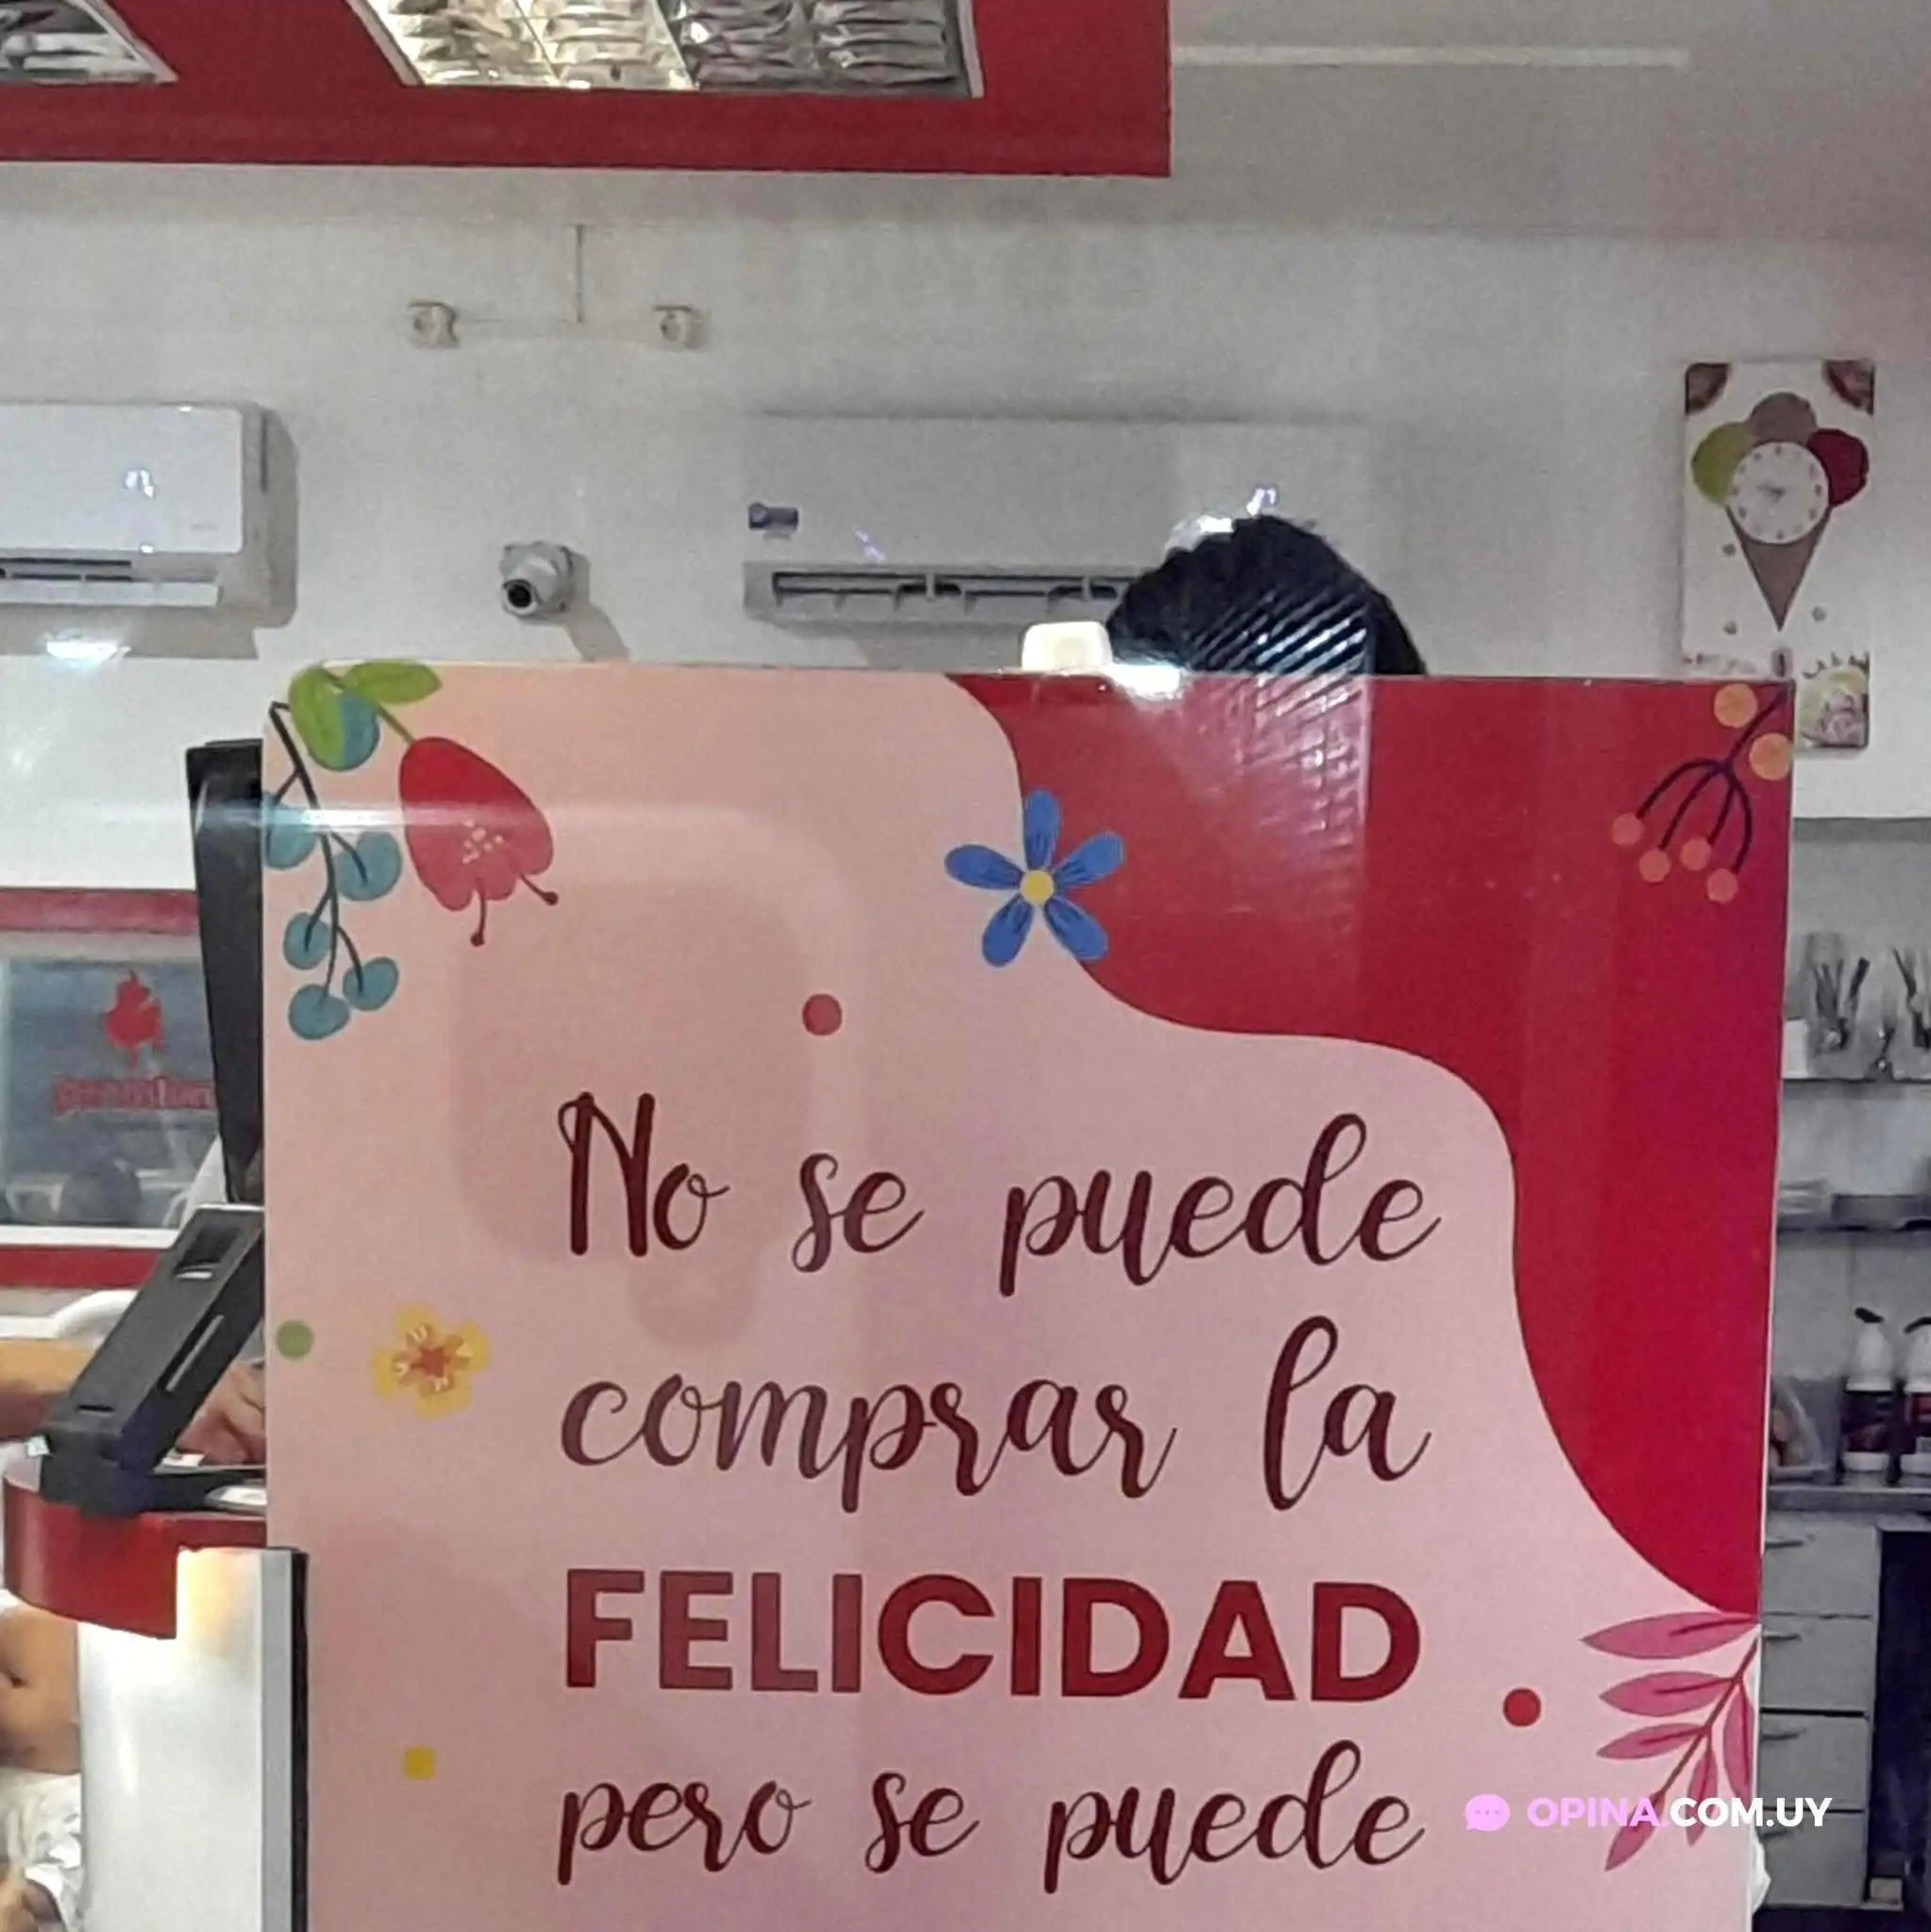 No se puede
comprar la
FELICIDAD
pero se puede
OPINA.COM.UY